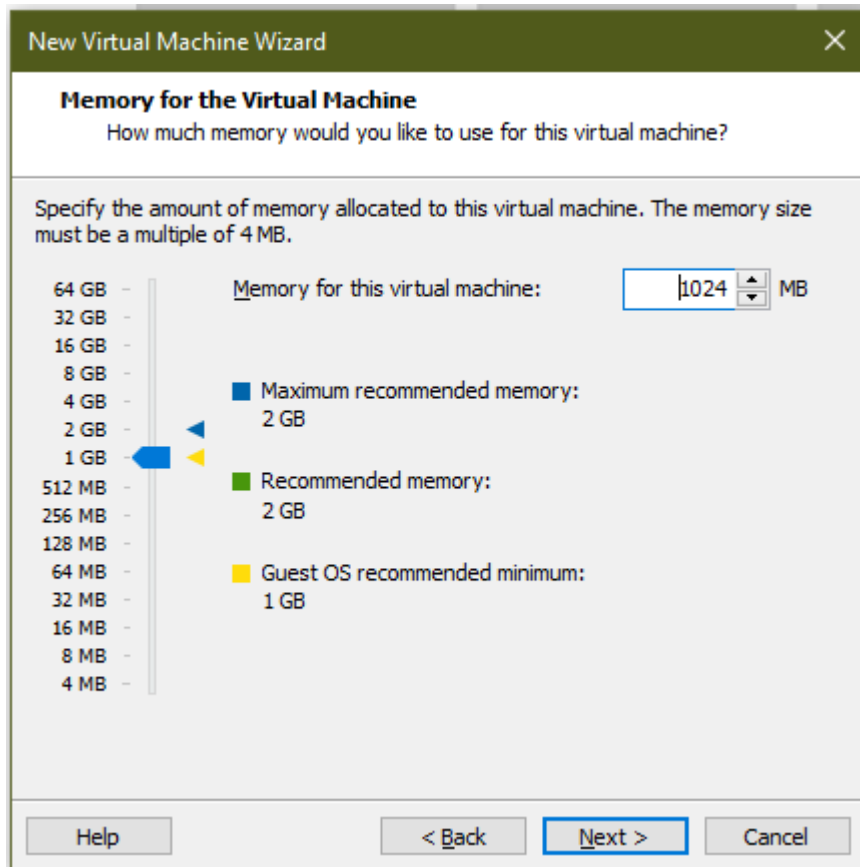 New Virtual Machine Wizard
Memory for the Virtual Machine
How much memory would you like to use for this virtual machine?
Specify the amount of memory allocated to this virtual machine. The memory size
must be a multiple of 4 MB.
Memory for this virtual machine: 1024 MB
64 GB
32 GB
16 GB
8 GB
4 GB
2 GB
1 GB
512 MB
256 MB
128 MB
64 MB
32 MB
16 MB
8 MB
4 MB
Maximum recommended memory:
2 GB
Recommended memory:
2 GB
Guest OS recommended minimum:
1 GB
Help < Back Next > Cancel